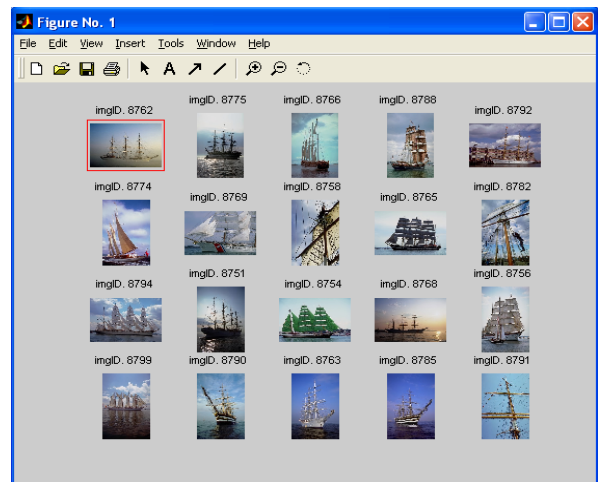 Figure No. 1
File Edit View Insert Tools Window Help
A
imgID. 8762 imgID. 8775 imgID. 8766 imgID. 8788 imgID. 8792
imgID. 8774 imgID. 8769 imgID. 8758 imgID. 8765 imgID. 8782
imgID. 8794 imgID. 8751 imgID. 8754 imgID. 8768 imgID. 8756
imgID. 8799 imgID. 8790 imgID. 8763 imgID. 8785 imgID. 8791